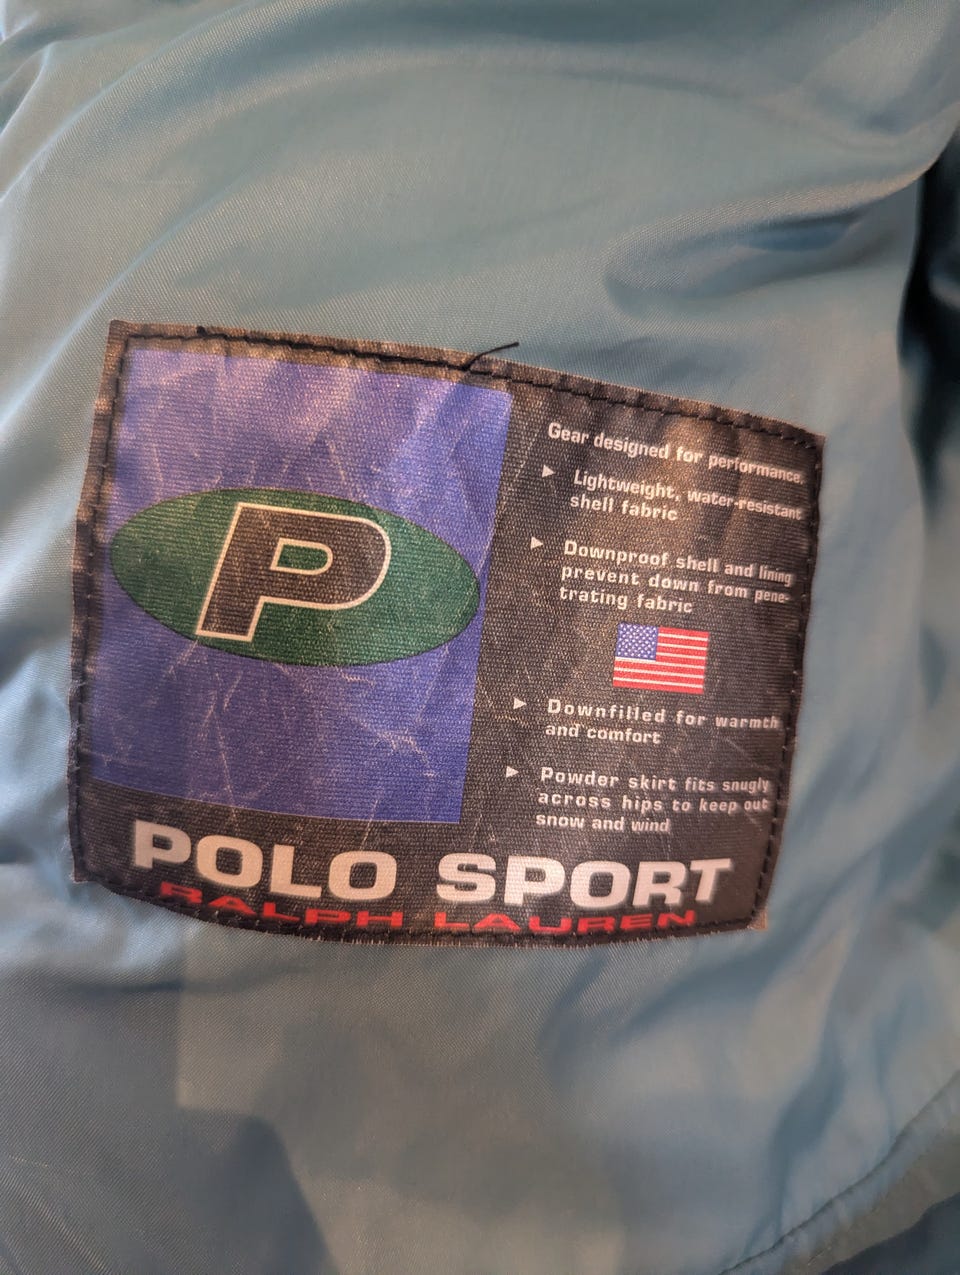 P
Gear designed for performance.
Lightweight, water-resistant
shell fabric
Downproof shell and lining
prevent down from pene-
trating fabric
Downfilled for warmth
and comfort
Powder skirt fits snugly
across hips to keep out
snow and wind
POLO SPORT
RALPH LAUREN